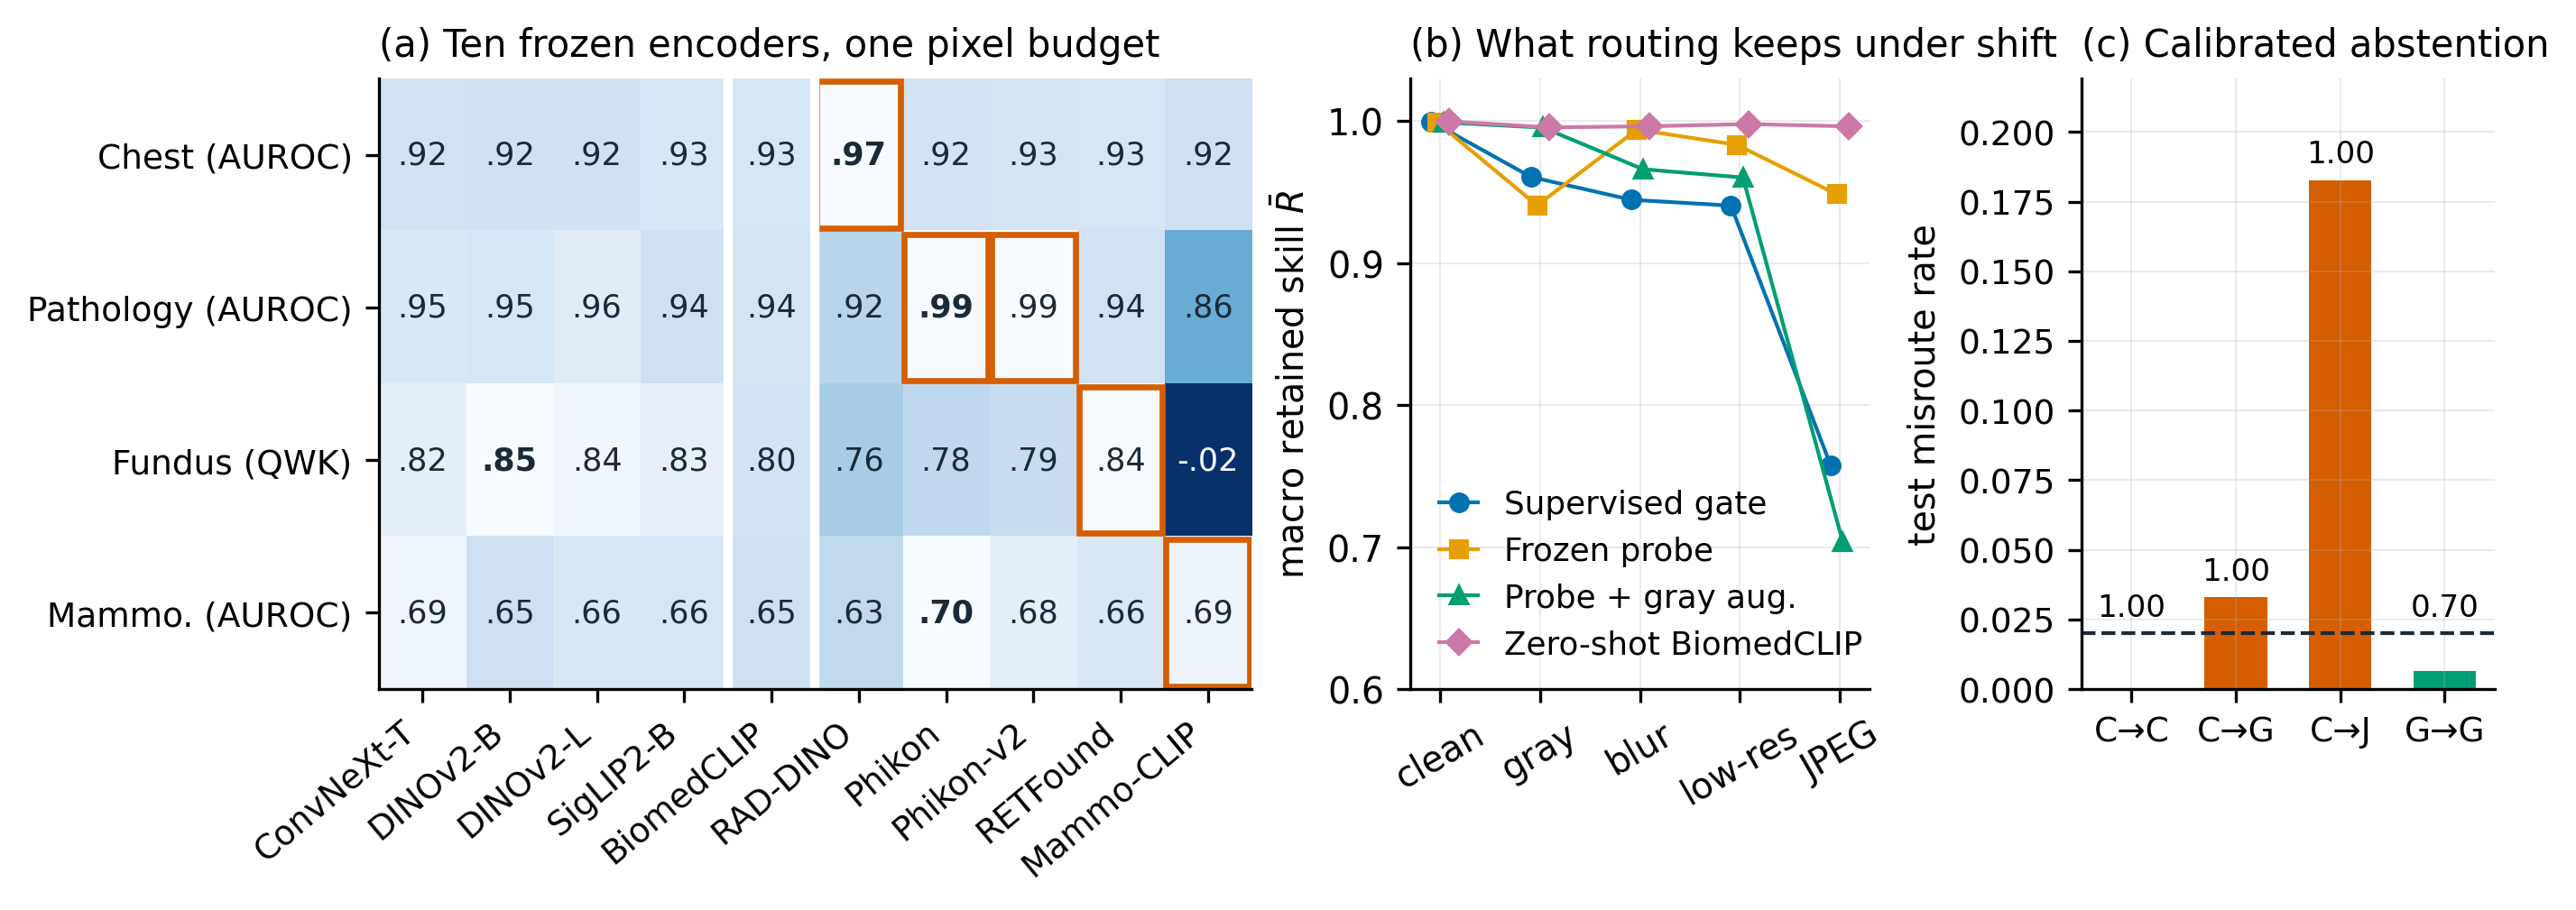 (a) Ten frozen encoders, one pixel budget
Chest (AUROC) .92 .92 .92 .93 .93 .97 .92 .93 .93 .92
Pathology (AUROC) .95 .95 .96 .94 .94 .92 .99 .99 .94 .86
Fundus (QWK) .82 .85 .84 .83 .80 .76 .78 .79 .84 -.02
Mammo. (AUROC) .69 .65 .66 .66 .65 .63 .70 .68 .66 .69
ConvNeXt-T
DINOv2-B
DINOv2-L
SigLIP2-B
BiomedCLIP
RAD-DINO
Phikon
Phikon-v2
RETFound
Mammo-CLIP
(b) What routing keeps under shift
macro retained skill R̄
1.0
0.9
0.8
0.7
0.6
Supervised gate
Frozen probe
Probe + gray aug.
Zero-shot BiomedCLIP
clean
gray
blur
low-res
JPEG
(c) Calibrated abstention
test misroute rate
0.200
0.175
0.150
0.125
0.100
0.075
0.050
0.025
0.000
1.00
1.00
1.00
0.70
C→C
C→G
C→J
G→G